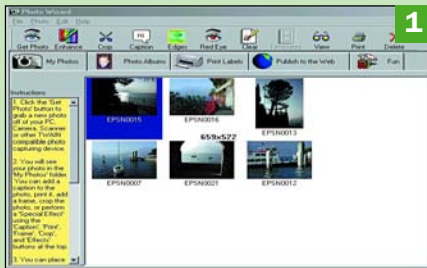 Photo Wizard
File Photo Edit Help
1
Get Photo Enhance Crop Caption Edges Red Eye Clear View Print Delete
My Photos Photo Albums Print Labels Publish to the Web Fun
Instructions
1. Click the 'Get
Photo' button to
grab a new photo
off of your PC,
Camera, Scanner
or other TWAIN
compatible photo
capturing device.
2. You will see
your photo in the
'My Photos' folder.
You can add a
caption to the
photo, print it, add
a frame, crop the
photo, or perform
a 'Special Effect'
using the
'Caption', 'Print',
'Frame', 'Crop',
and 'Effects'
buttons at the top.
3. You can place
EPSN0015 EPSN0016 EPSN0013
659x522
EPSN0007 EPSN0021 EPSN0012